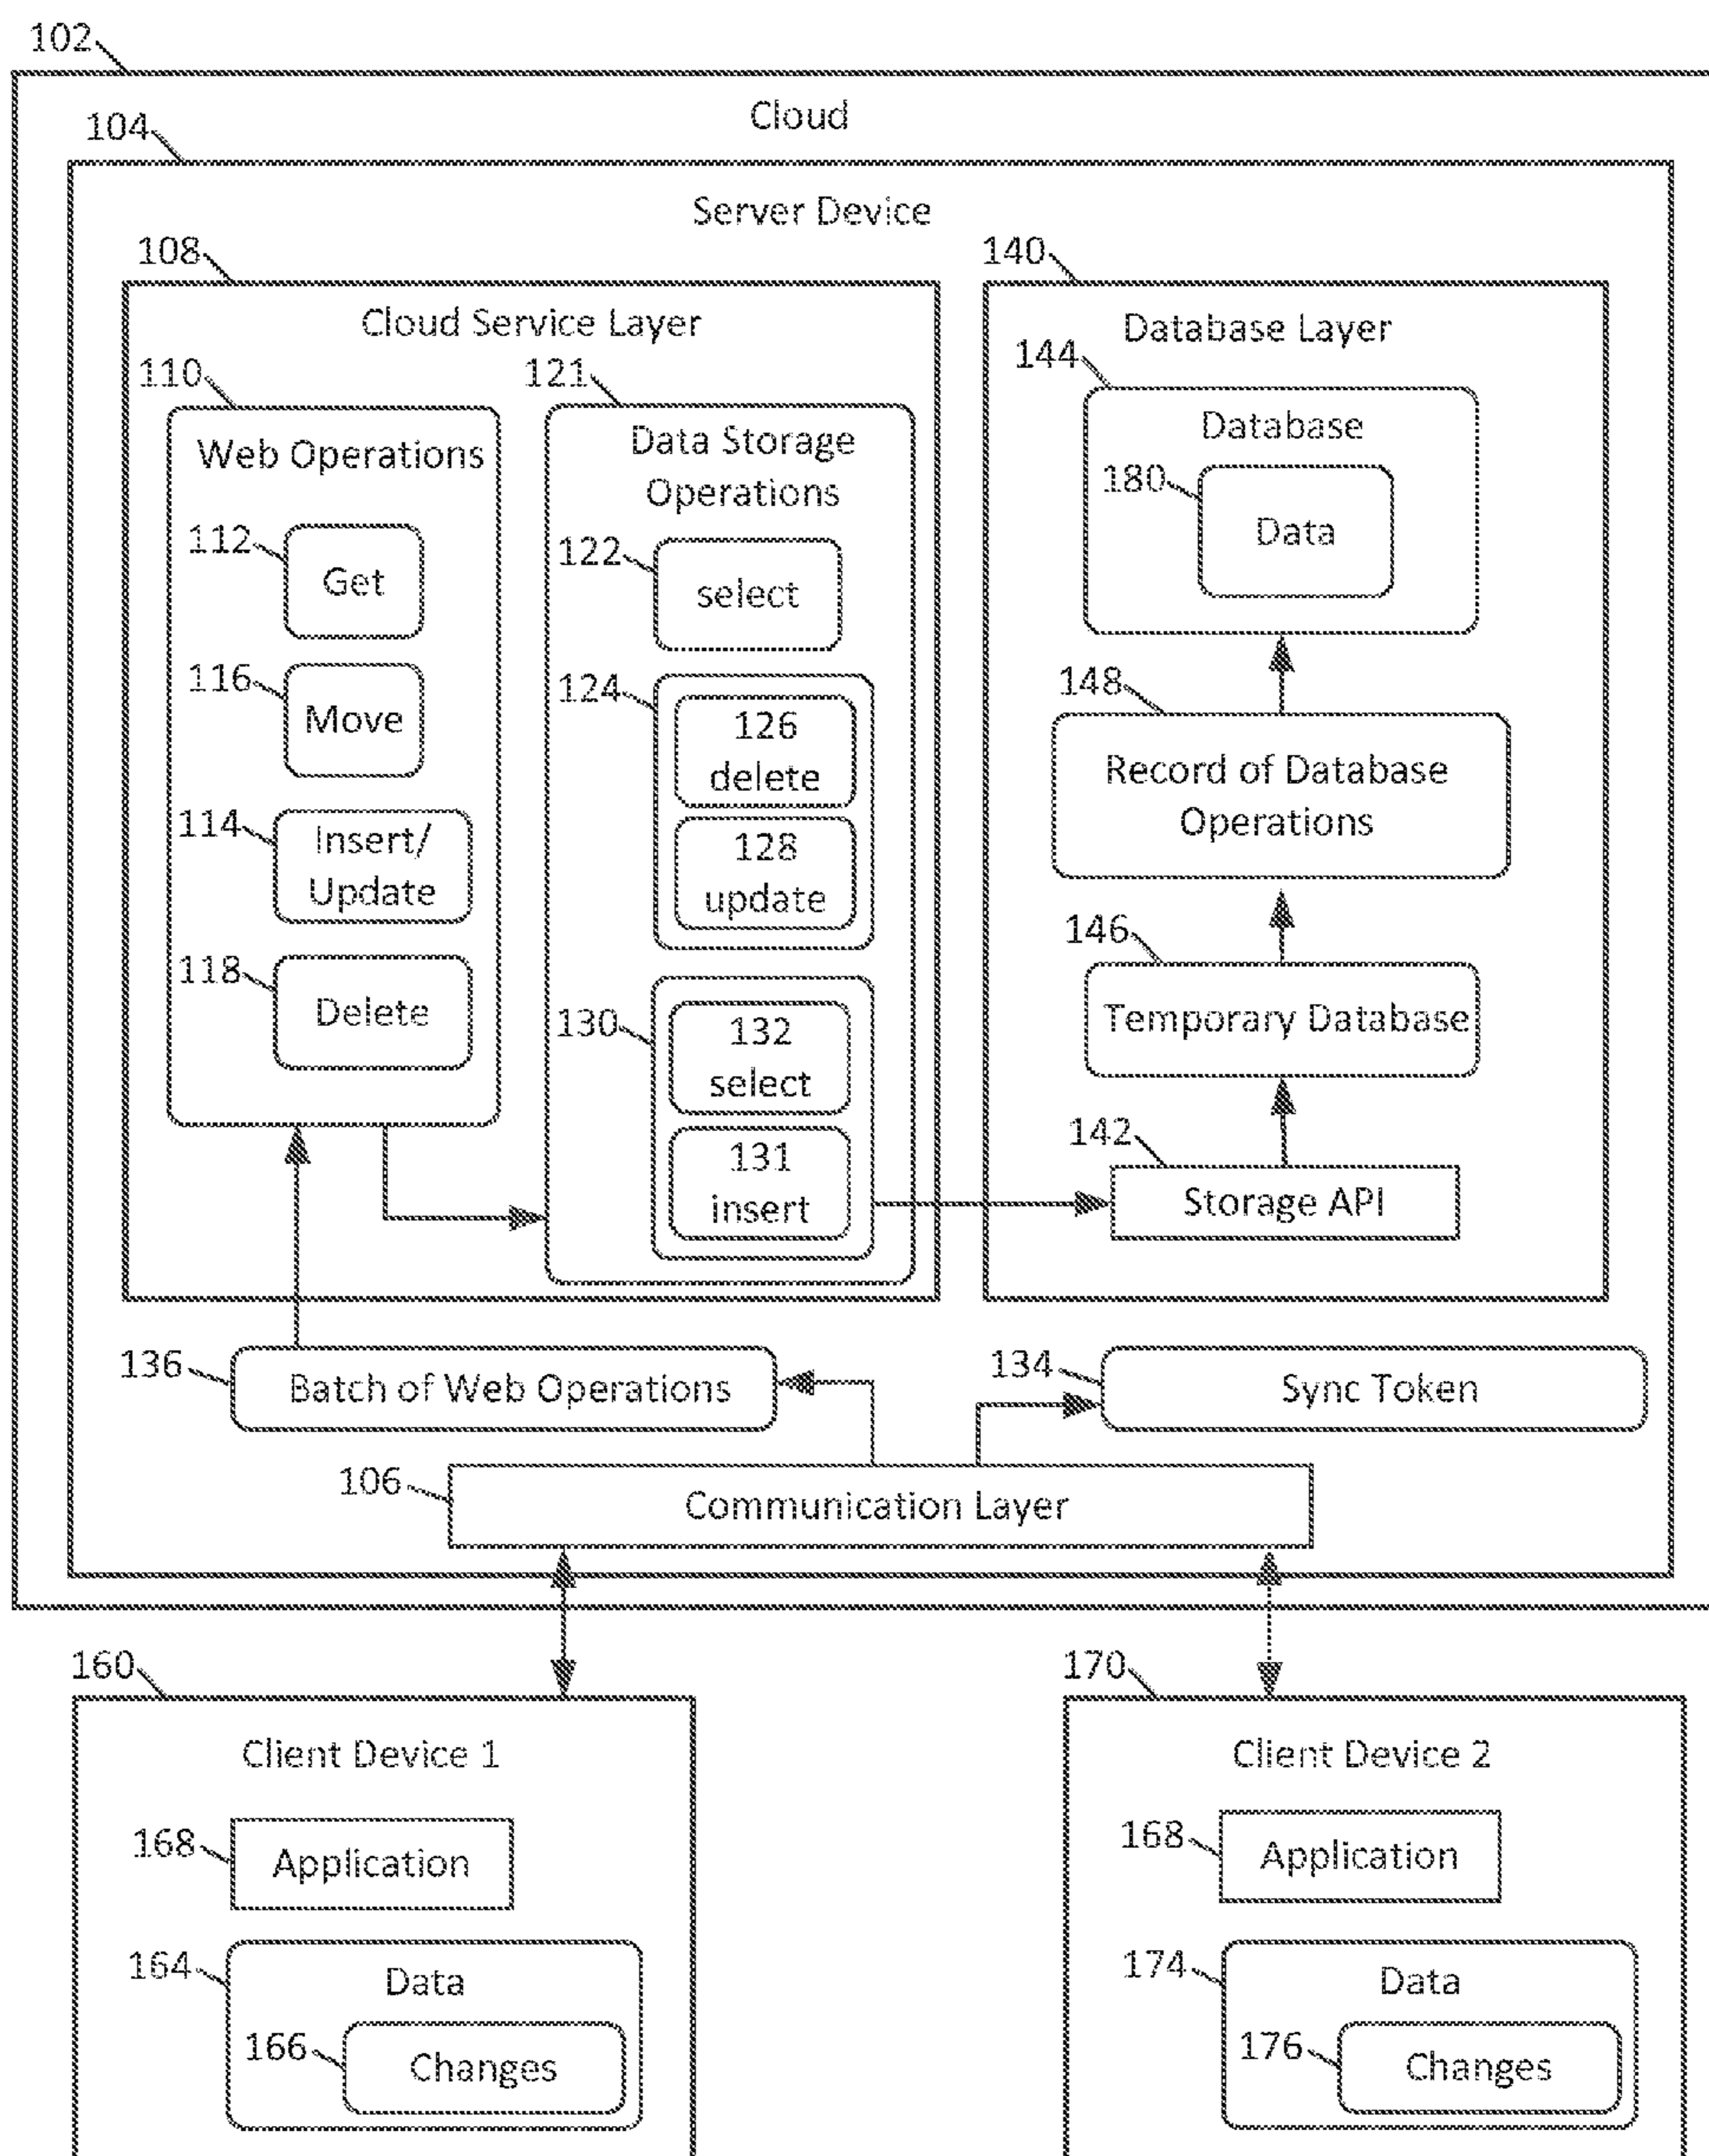 102
Cloud
104
Server Device
108
Cloud Service Layer
110
Web Operations
112
Get
116
Move
114
Insert/
Update
118
Delete
121
Data Storage
Operations
122
select
124
126
delete
128
update
130
132
select
131
insert
140
Database Layer
144
Database
180
Data
148
Record of Database
Operations
146
Temporary Database
142
Storage API
136
Batch of Web Operations
134
Sync Token
106
Communication Layer
160
Client Device 1
168
Application
164
Data
166
Changes
170
Client Device 2
168
Application
174
Data
176
Changes